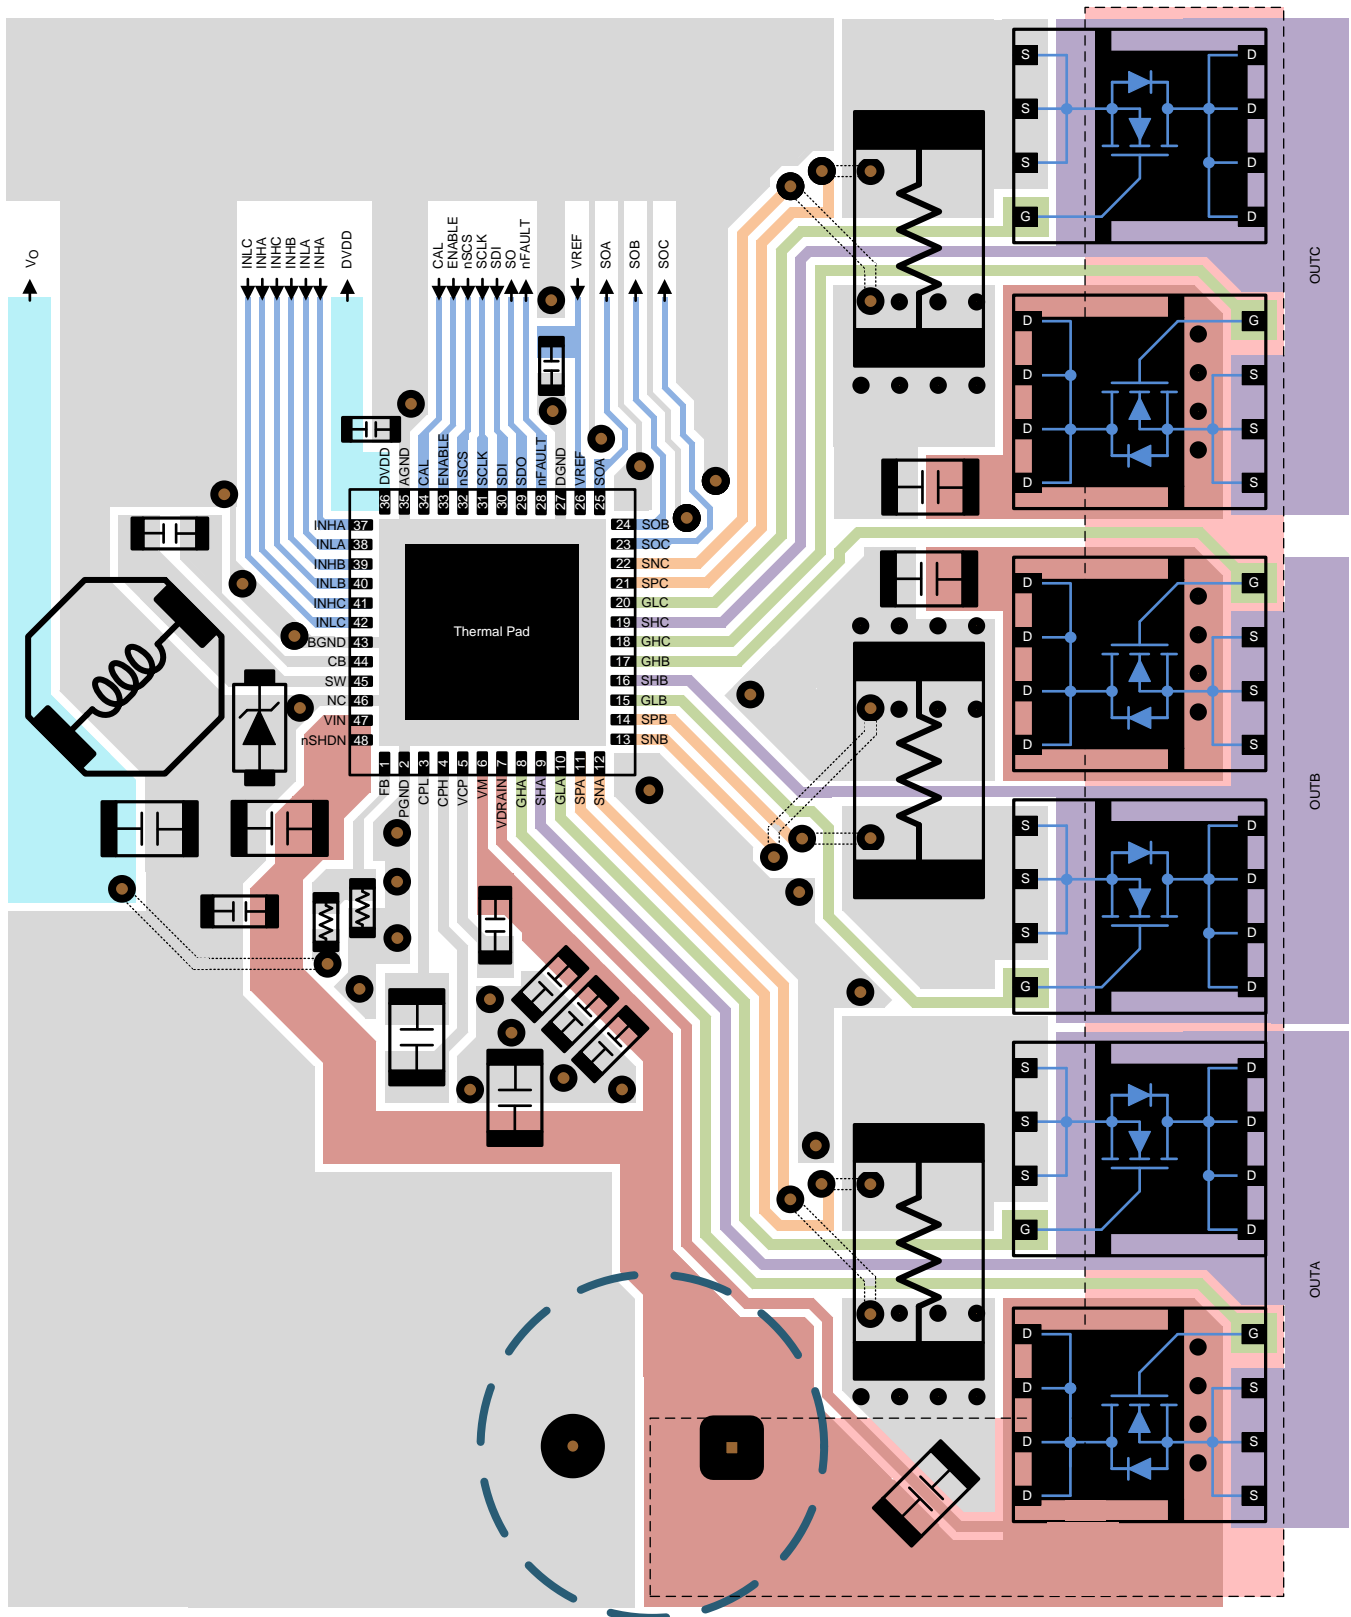 VO
INLC
INHA
INHC
INHB
INLA
INHA
DVDD
CAL
ENABLE
nSCS
SCLK
SDI
SO
nFAULT
VREF
SOA
SOB
SOC
DVDD
AGND
CAL
ENABLE
nSCS
SCLK
SDI
SDO
nFAULT
DGND
VREF
SOA
36 35 34 33 32 31 30 29 28 27 26 25
INHA 37
INLA 38
INHB 39
INLB 40
INHC 41
INLC 42
BGND 43
CB 44
SW 45
NC 46
VIN 47
nSHDN 48
Thermal Pad
24 SOB
23 SOC
22 SNC
21 SPC
20 GLC
19 SHC
18 GHC
17 GHB
16 SHB
15 GLB
14 SPB
13 SNB
1 2 3 4 5 6 7 8 9 10 11 12
FB
PGND
CPL
CPH
VCP
VM
VDRAIN
GHA
SHA
GLA
SPA
SNA
S D
S D
S D
G D
OUTC
D G
D S
D S
D S
D G
D S
D S
D S
OUTB
S D
S D
S D
G D
S D
S D
S D
G D
OUTA
D G
D S
D S
D S